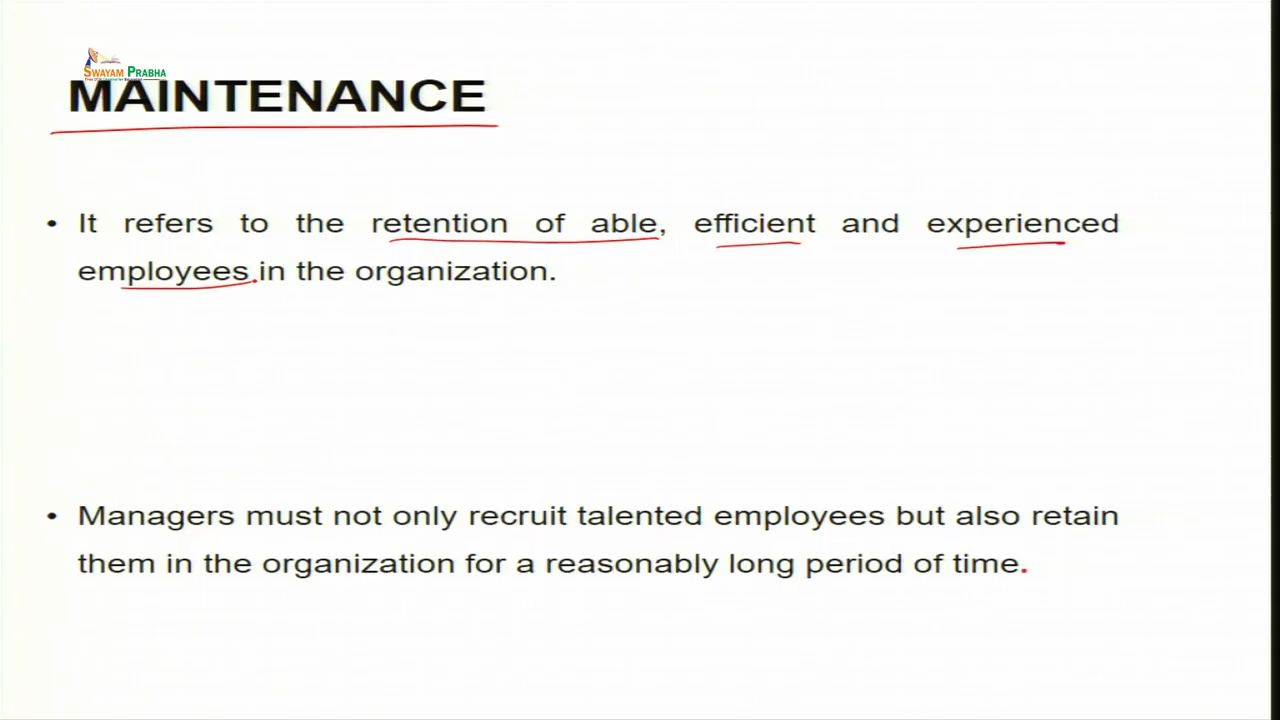 SWAYAM PRABHA
MAINTENANCE
• It refers to the retention of able, efficient and experienced
employees in the organization.
• Managers must not only recruit talented employees but also retain
them in the organization for a reasonably long period of time.